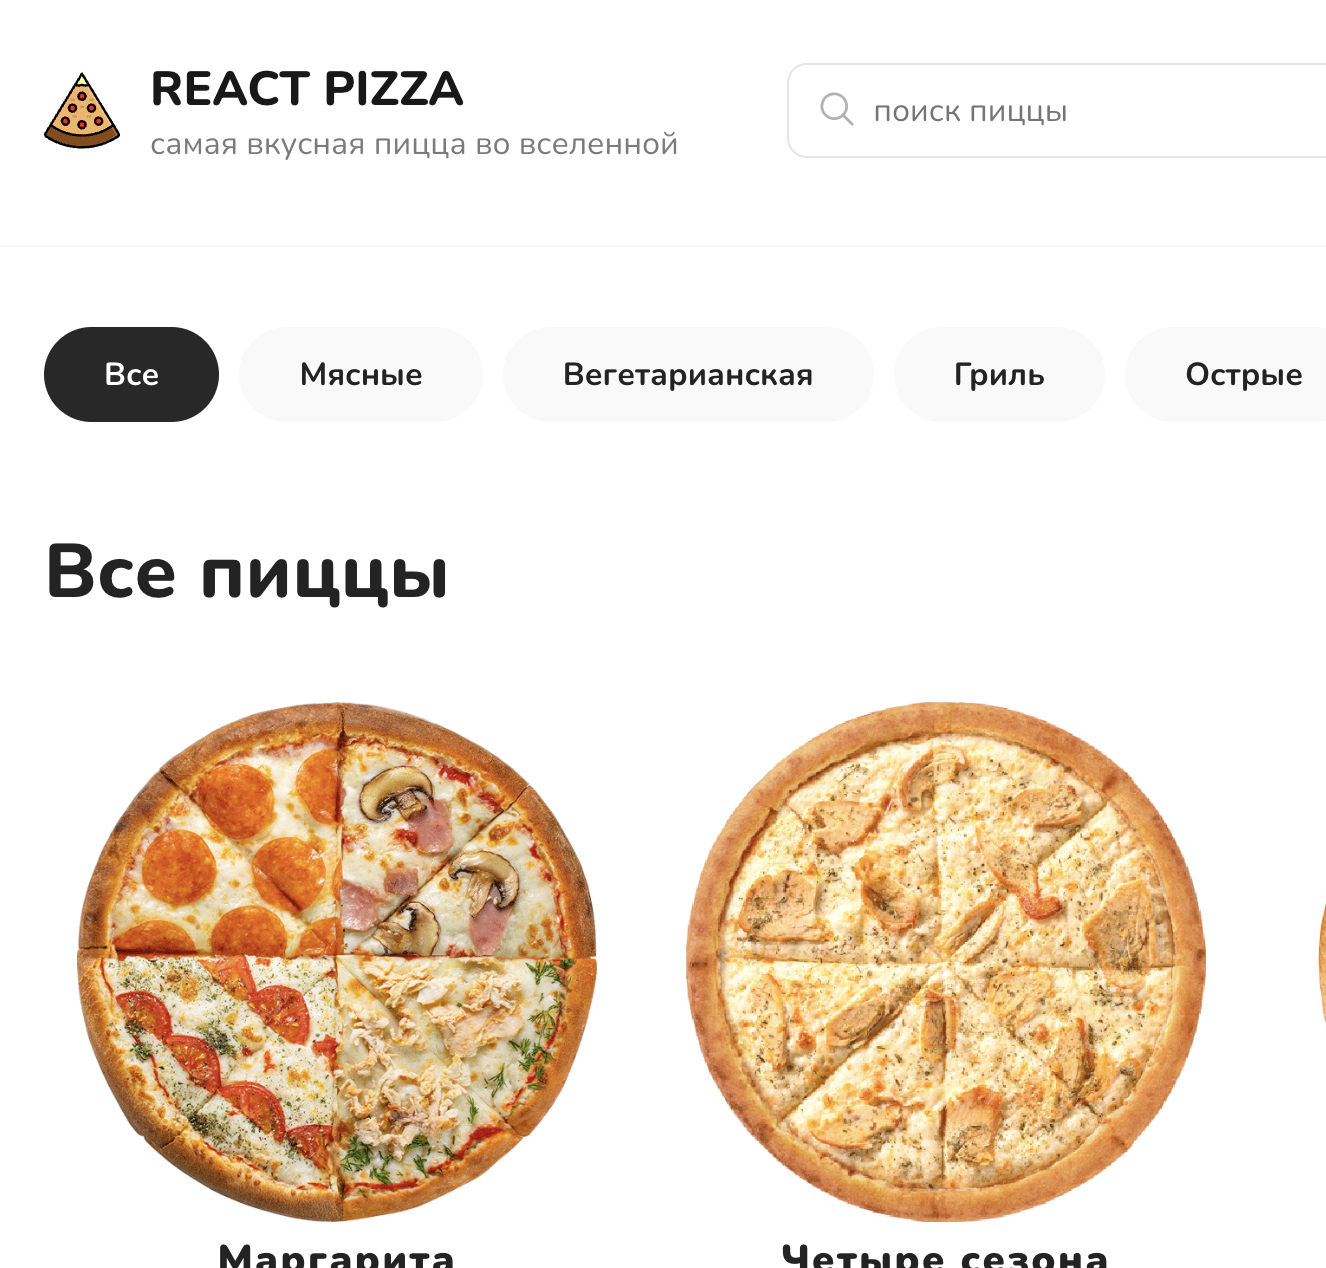 REACT PIZZA
самая вкусная пицца во вселенной
поиск пиццы
Все
Мясные
Вегетарианская
Гриль
Острые
Все пиццы
Маргарита
Четыре сезона